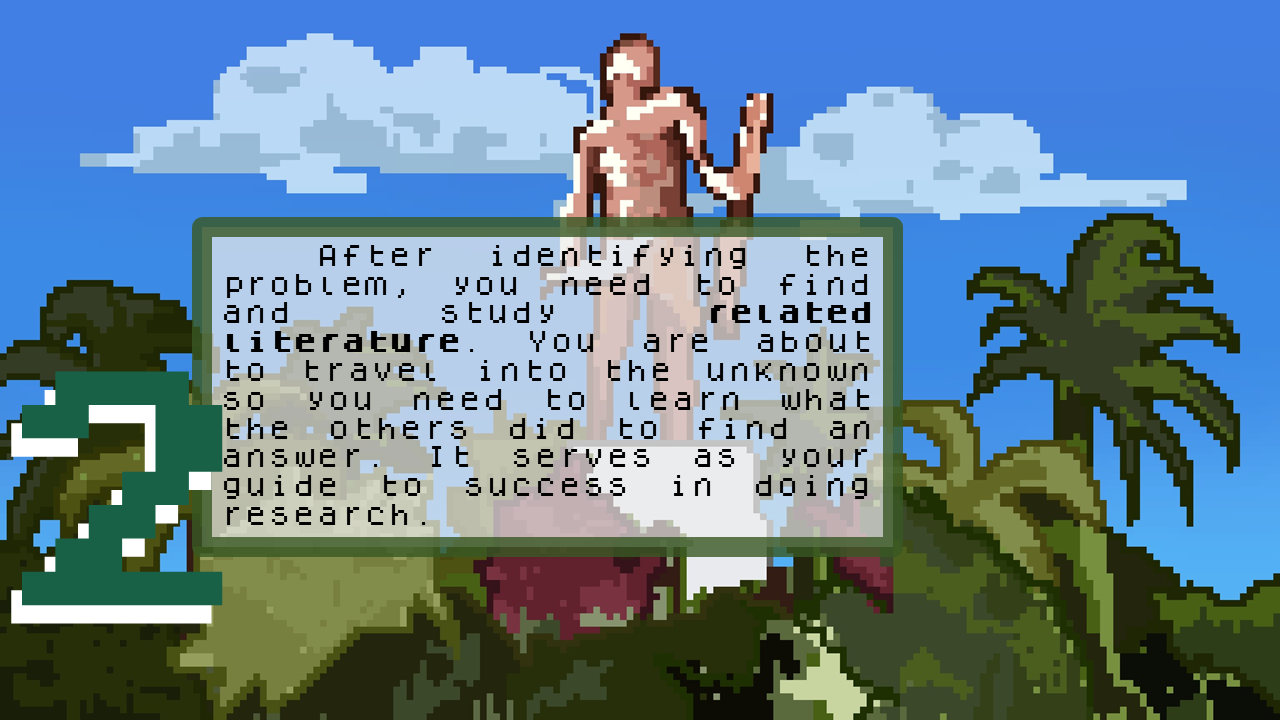 After identifying the
problem, you need to find
and study related
literature. You are about
to travel into the unknown
so you need to learn what
the others did to find an
answer. It serves as your
guide to success in doing
research.
2